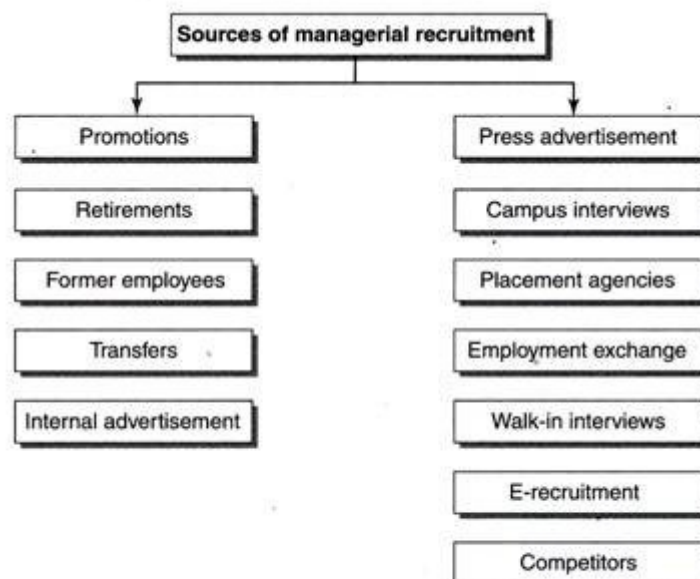 Sources of managerial recruitment
Promotions
Retirements
Former employees
Transfers
Internal advertisement
Press advertisement
Campus interviews
Placement agencies
Employment exchange
Walk-in interviews
E-recruitment
Competitors